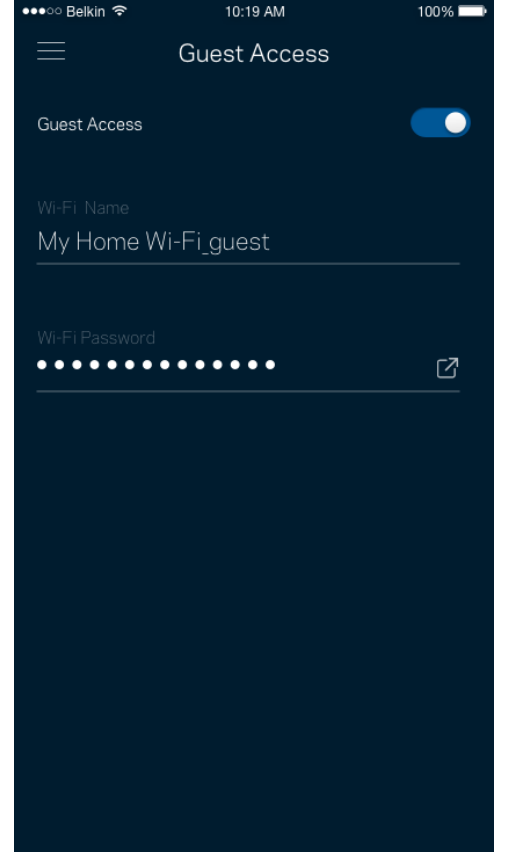 Belkin 10:19 AM 100%
Guest Access
Guest Access
Wi-Fi Name
My Home Wi-Fi_guest
Wi-Fi Password
••••••••••••••